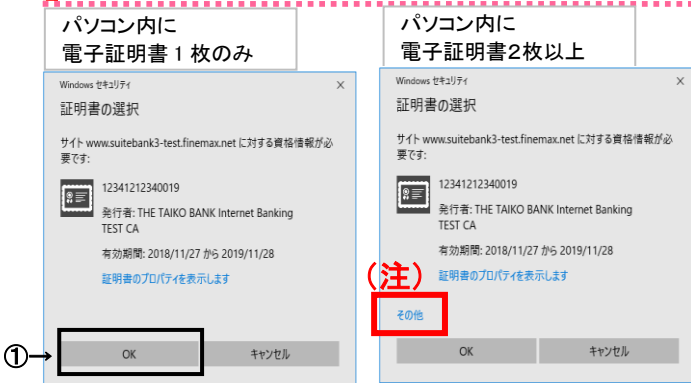 パソコン内に
電子証明書１枚のみ
Windows セキュリティ
×
証明書の選択
サイト www.suitebank3-test.finemax.net に対する資格情報が必
要です:
12341212340019
発行者: THE TAIKO BANK Internet Banking
TEST CA
有効期間: 2018/11/27 から 2019/11/28
証明書のプロパティを表示します
①→
OK
キャンセル
パソコン内に
電子証明書２枚以上
Windows セキュリティ
×
証明書の選択
サイト www.suitebank3-test.finemax.net に対する資格情報が必
要です:
12341212340019
発行者: THE TAIKO BANK Internet Banking
TEST CA
有効期間: 2018/11/27 から 2019/11/28
（注）
証明書のプロパティを表示します
その他
OK
キャンセル